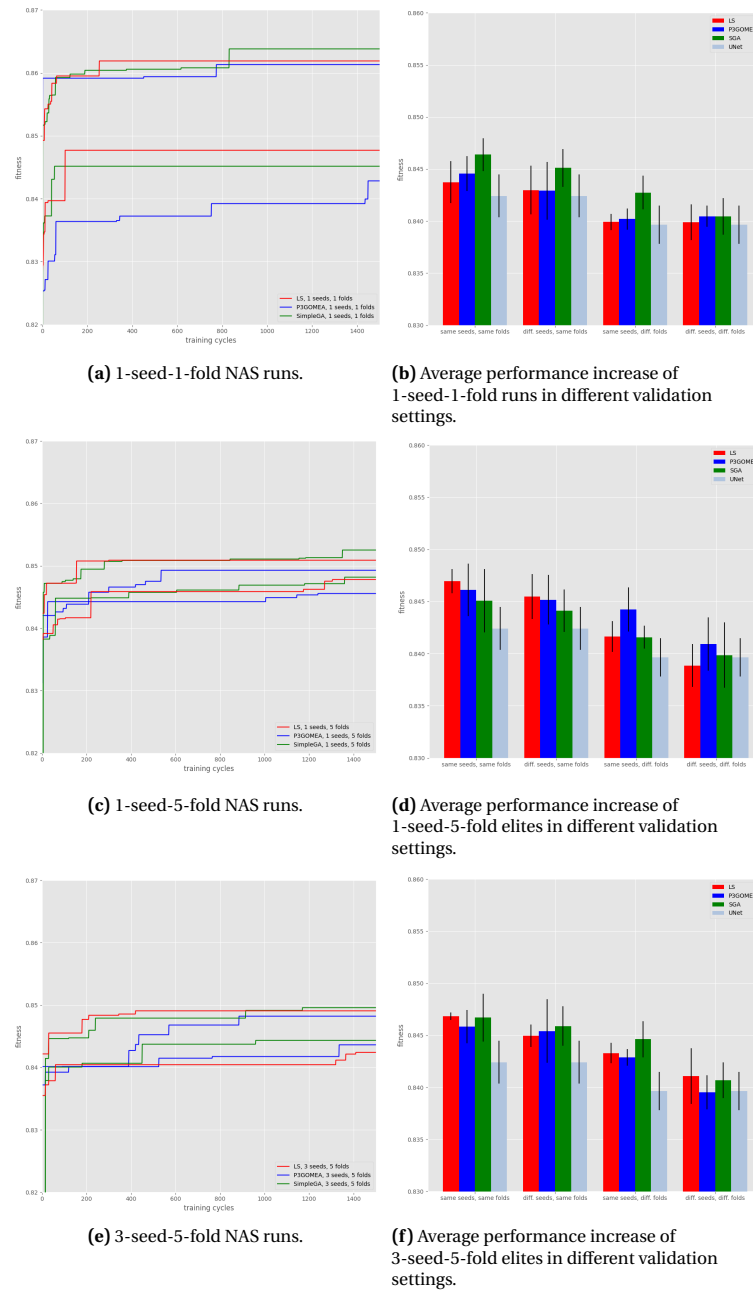 0.87
0.86
0.85
0.84
0.83
0.82
fitness
0
200
400
600
800
1000
1200
1400
training cycles
LS, 1 seeds, 1 folds
P3GOMEA, 1 seeds, 1 folds
SimpleGA, 1 seeds, 1 folds
(a) 1-seed-1-fold NAS runs.
0.860
0.855
0.850
0.845
0.840
0.835
0.830
fitness
LS
P3GOMEA
SGA
UNet
same seeds, same folds
diff. seeds, same folds
same seeds, diff. folds
diff. seeds, diff. folds
(b) Average performance increase of
1-seed-1-fold runs in different validation
settings.
0.87
0.86
0.85
0.84
0.83
0.82
fitness
0
200
400
600
800
1000
1200
1400
training cycles
LS, 1 seeds, 5 folds
P3GOMEA, 1 seeds, 5 folds
SimpleGA, 1 seeds, 5 folds
(c) 1-seed-5-fold NAS runs.
0.860
0.855
0.850
0.845
0.840
0.835
0.830
fitness
LS
P3GOME
SGA
UNet
same seeds, same folds
diff. seeds, same folds
same seeds, diff. folds
diff. seeds, diff. folds
(d) Average performance increase of
1-seed-5-fold elites in different validation
settings.
0.87
0.86
0.85
0.84
0.83
0.82
fitness
0
200
400
600
800
1000
1200
1400
training cycles
LS, 3 seeds, 5 folds
P3GOMEA, 3 seeds, 5 folds
SimpleGA, 3 seeds, 5 folds
(e) 3-seed-5-fold NAS runs.
0.860
0.855
0.850
0.845
0.840
0.835
0.830
fitness
LS
P3GOME
SGA
UNet
same seeds, same folds
diff. seeds, same folds
same seeds, diff. folds
diff. seeds, diff. folds
(f) Average performance increase of
3-seed-5-fold elites in different validation
settings.